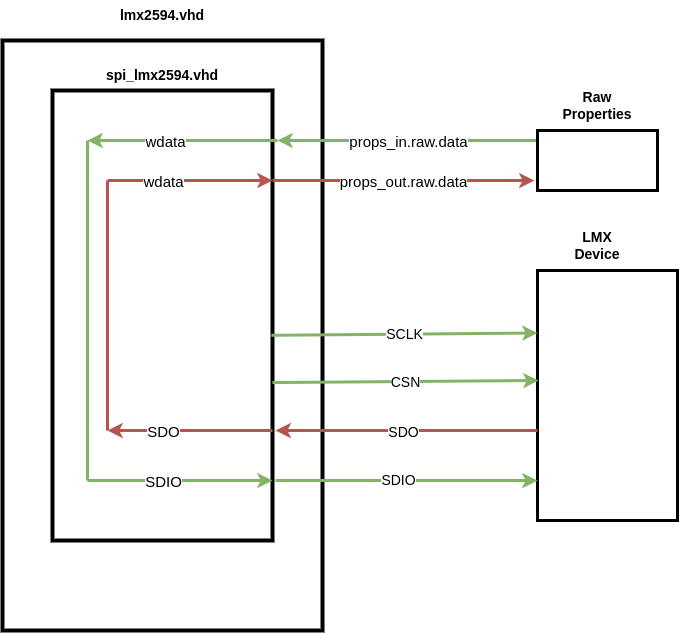 lmx2594.vhd
spi_lmx2594.vhd
Raw
Properties
wdata
props_in.raw.data
wdata
props_out.raw.data
LMX
Device
SCLK
CSN
SDO
SDO
SDIO
SDIO